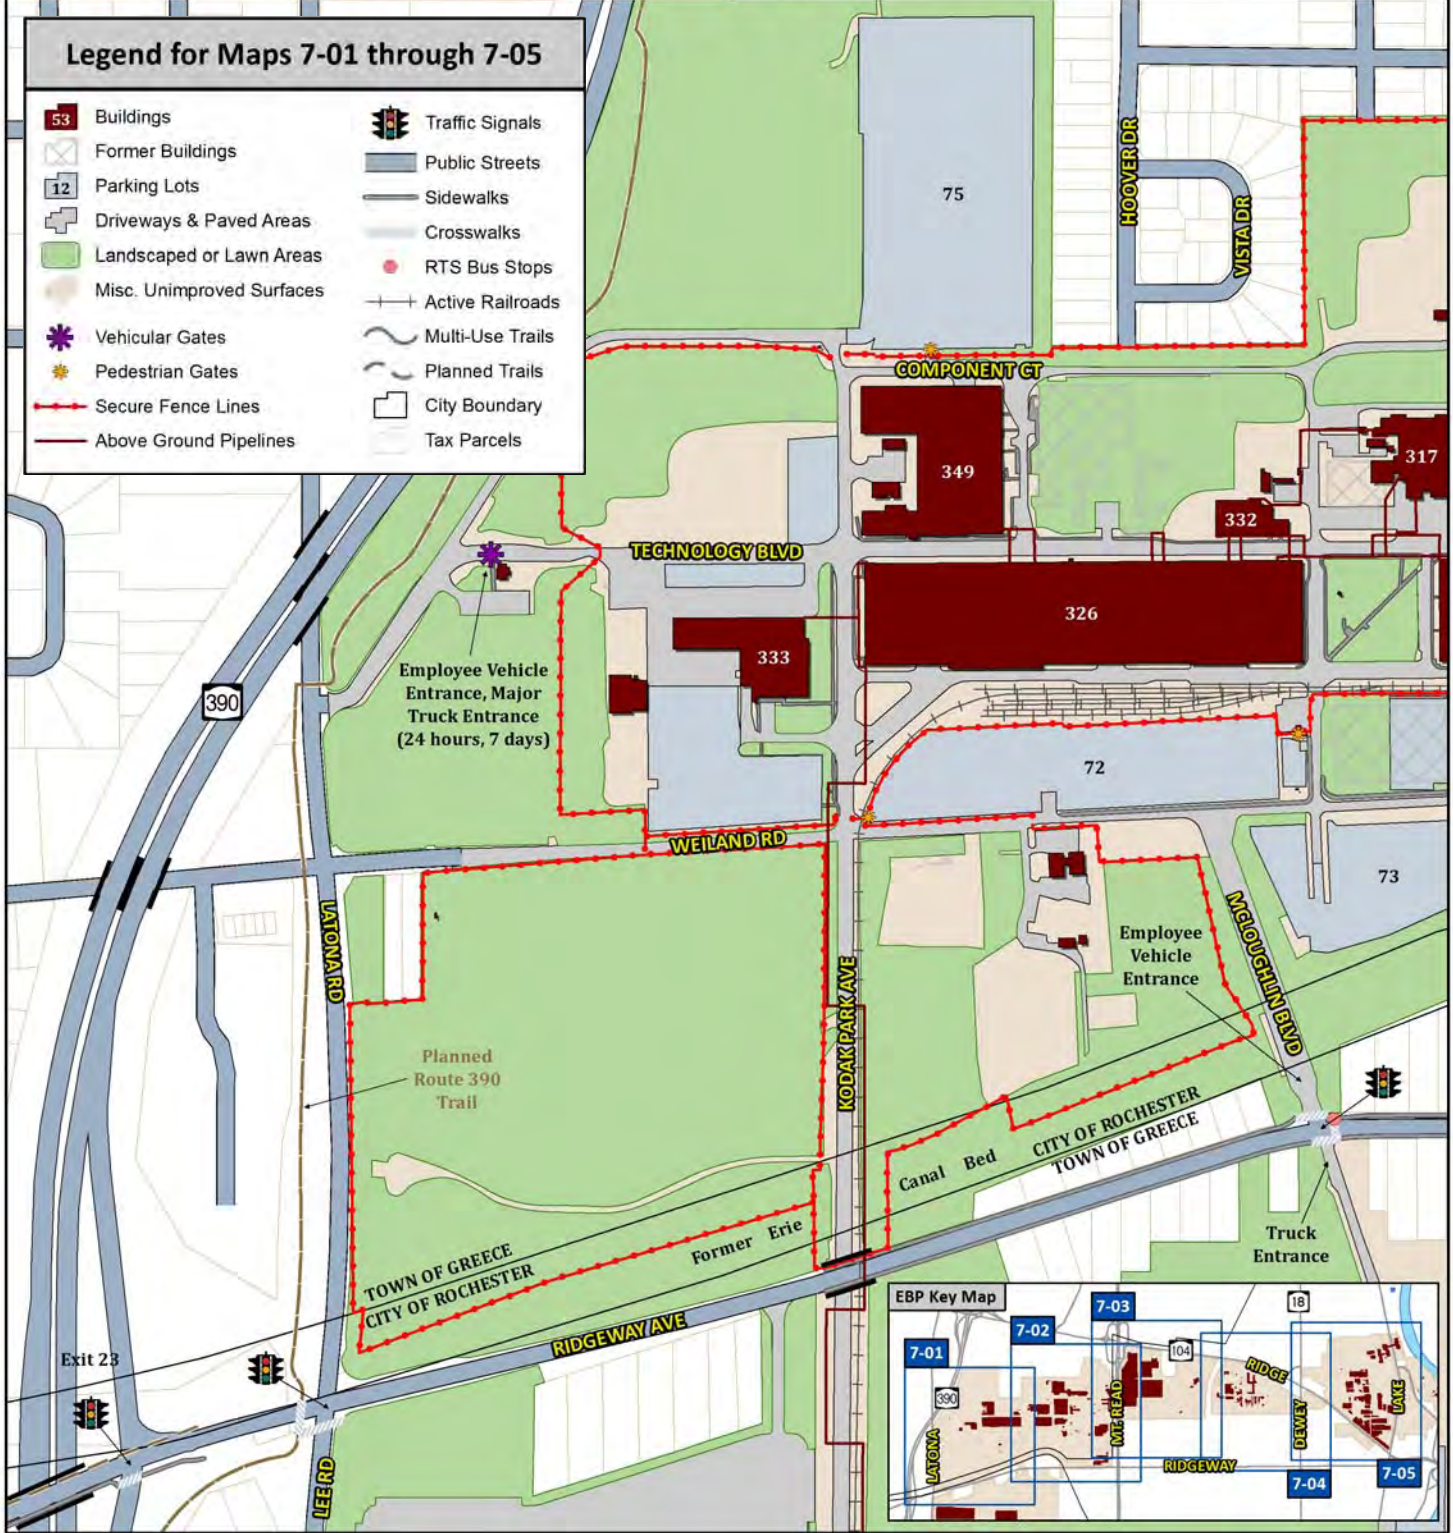 Legend for Maps 7-01 through 7-05
53
Buildings
Former Buildings
12
Parking Lots
Driveways & Paved Areas
Landscaped or Lawn Areas
Misc. Unimproved Surfaces
Vehicular Gates
Pedestrian Gates
Secure Fence Lines
Above Ground Pipelines
Traffic Signals
Public Streets
Sidewalks
Crosswalks
RTS Bus Stops
Active Railroads
Multi-Use Trails
Planned Trails
City Boundary
Tax Parcels
75
HOOVER DR
VISTA DR
COMPONENT CT
349
317
332
TECHNOLOGY BLVD
326
333
Employee Vehicle
Entrance, Major
Truck Entrance
(24 hours, 7 days)
390
72
WEILAND RD
73
LATONA RD
MCLOUGHLIN BLVD
Employee
Vehicle
Entrance
KODAK PARK AVE
Planned
Route 390
Trail
CITY OF ROCHESTER
TOWN OF GREECE
Canal Bed
Former Erie
TOWN OF GREECE
CITY OF ROCHESTER
Truck
Entrance
RIDGEWAY AVE
Exit 23
LEE RD
EBP Key Map
7-01
7-02
7-03
18
104
390
RIDGE
LATONA
MT. READ
DEWEY
LAKE
RIDGEWAY
7-04
7-05